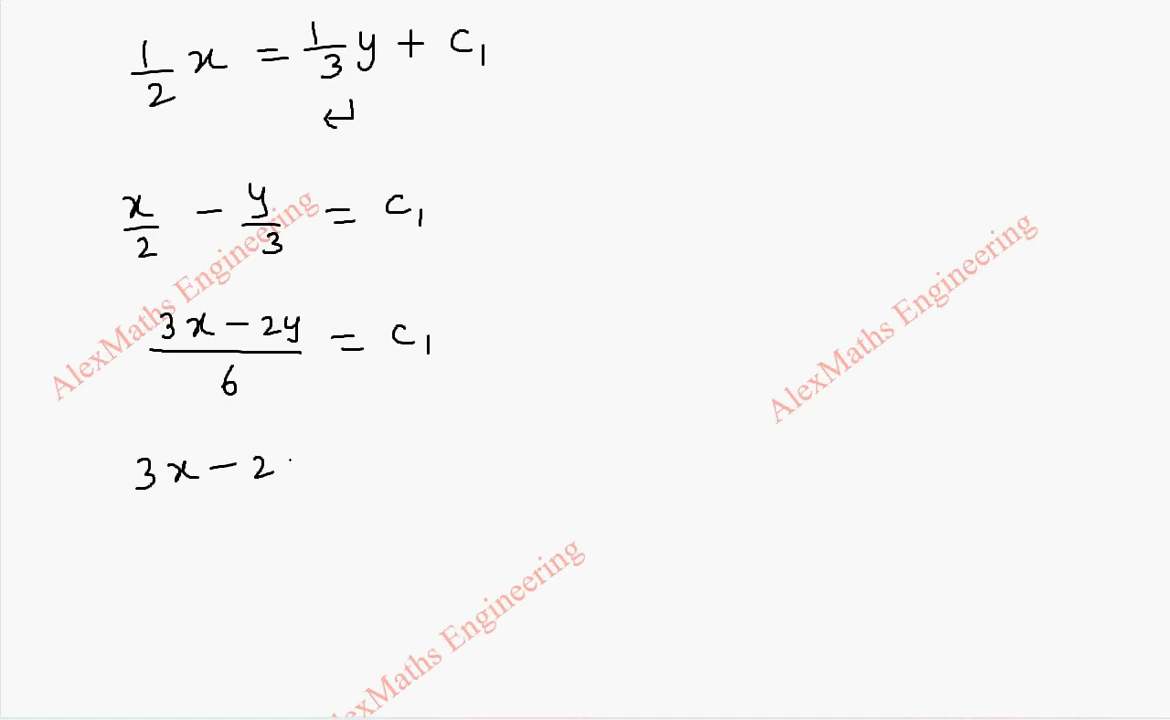 1/2 x = 1/3 y + C₁
↵
x/2 - y/3 = C₁
(3x - 2y)/6 = C₁
3x - 2
AlexMaths Engineering
AlexMaths Engineering
AlexMaths Engineering